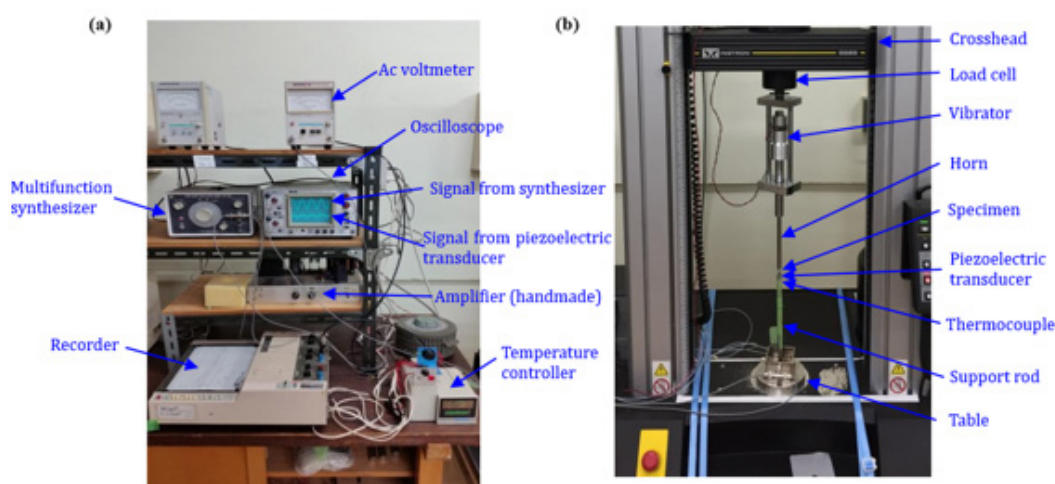 (a)
Ac voltmeter
Oscilloscope
Multifunction
synthesizer
Signal from synthesizer
Signal from piezoelectric
transducer
Amplifier (handmade)
Recorder
Temperature
controller
(b)
Crosshead
Load cell
Vibrator
Horn
Specimen
Piezoelectric
transducer
Thermocouple
Support rod
Table